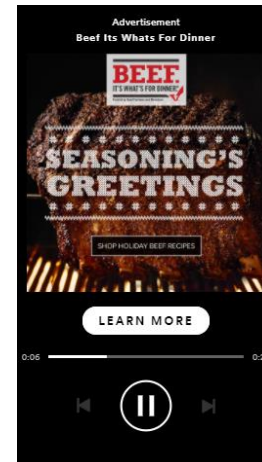 Advertisement
Beef Its Whats For Dinner
BEEF.
IT'S WHAT'S FOR DINNER.
SEASONING'S
GREETINGS
SHOP HOLIDAY BEEF RECIPES
LEARN MORE
0:06